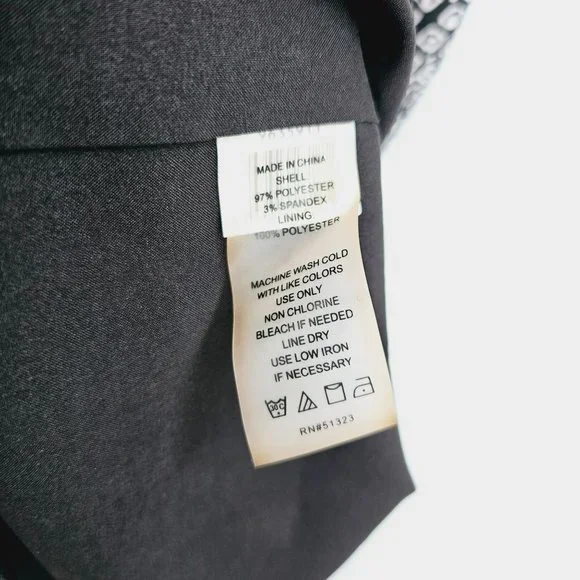 MADE IN CHINA
SHELL
97% POLYESTER
3% SPANDEX
LINING
100% POLYESTER
MACHINE WASH COLD
WITH LIKE COLORS
USE ONLY
NON CHLORINE
BLEACH IF NEEDED
LINE DRY
USE LOW IRON
IF NECESSARY
30C
RN#51323